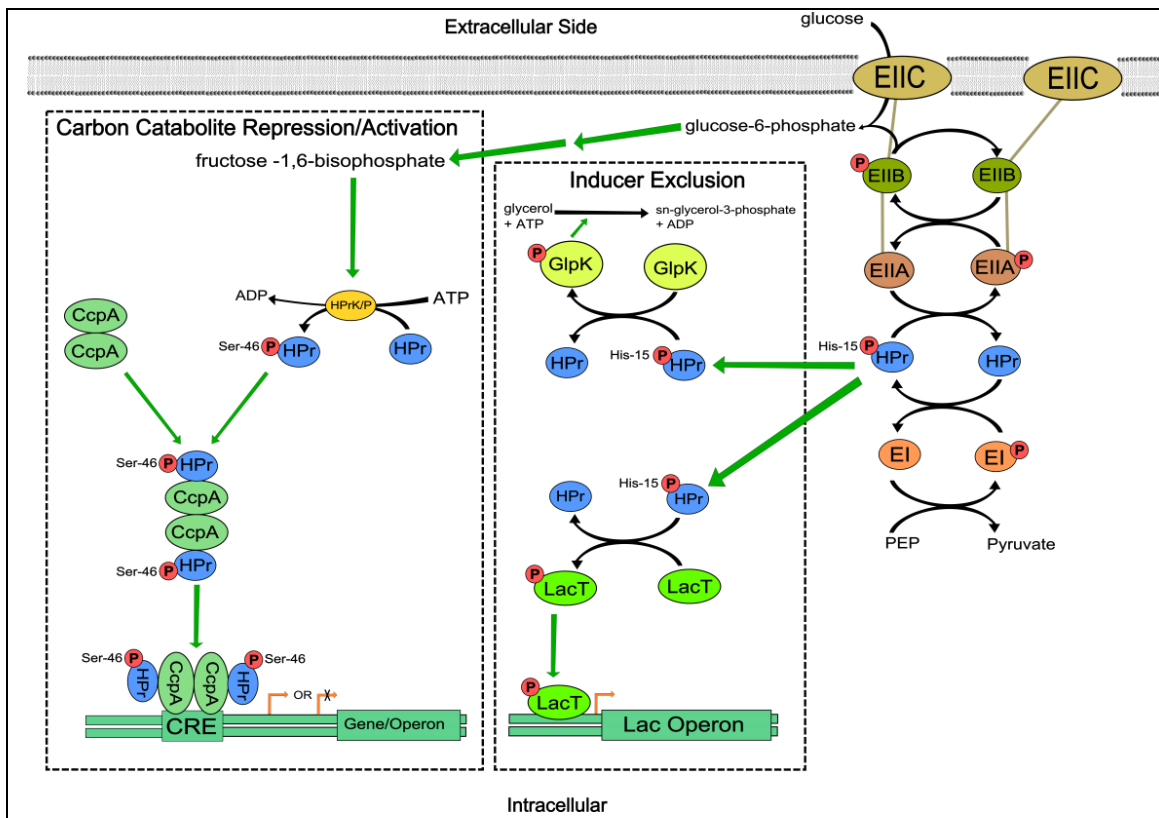 Extracellular Side
glucose
EIIC
EIIC
Carbon Catabolite Repression/Activation
fructose -1,6-bisophosphate
glucose-6-phosphate
P
EIIB
EIIB
Inducer Exclusion
glycerol
+ ATP
sn-glycerol-3-phosphate
+ ADP
P
GlpK
GlpK
EIIA
EIIA
P
ADP
HPrK/P
ATP
CcpA
CcpA
Ser-46
P
HPr
HPr
HPr
His-15
P
HPr
His-15
P
HPr
HPr
Ser-46
P
HPr
CcpA
CcpA
Ser-46
P
HPr
EI
EI
P
HPr
His-15
P
HPr
PEP
Pyruvate
P
LacT
LacT
Ser-46
P
HPr
CcpA
CcpA
HPr
P
Ser-46
OR
X
CRE
Gene/Operon
P
LacT
Lac Operon
Intracellular